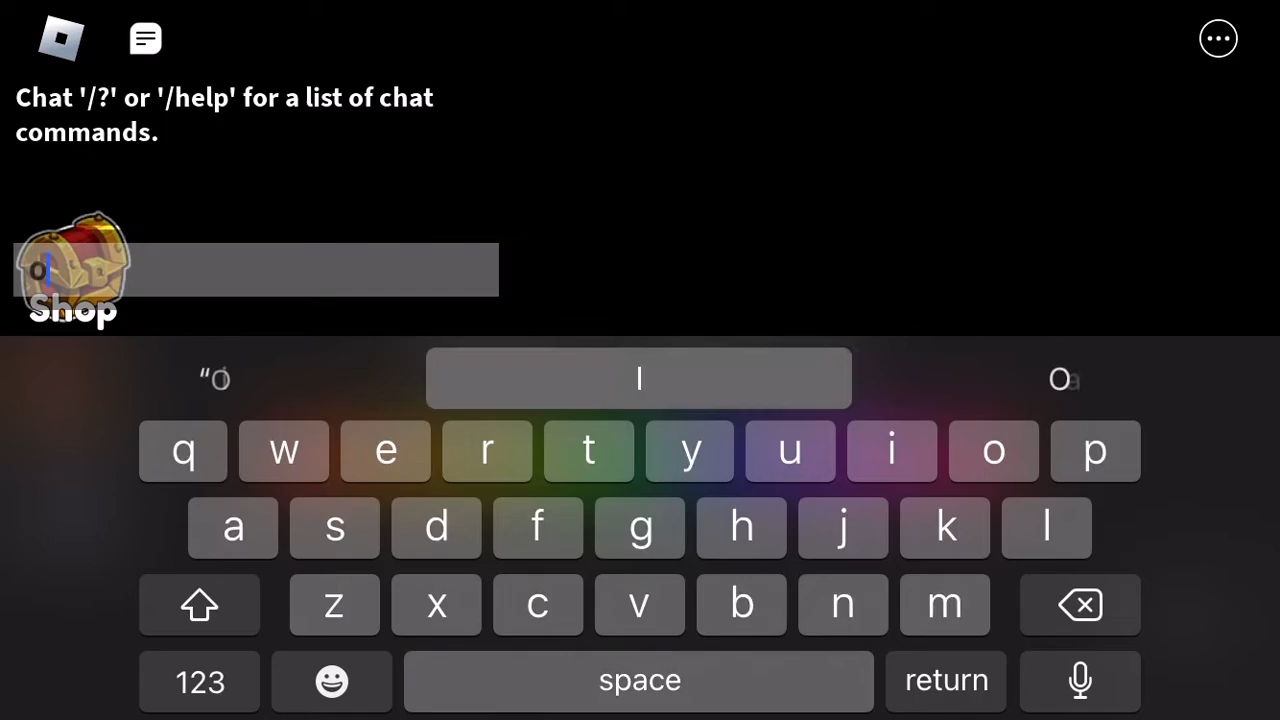 Chat '/?' or '/help' for a list of chat
commands.
o
Shop
I
O
q w e r t y u i o p
a s d f g h j k l
z x c v b n m
123 space return